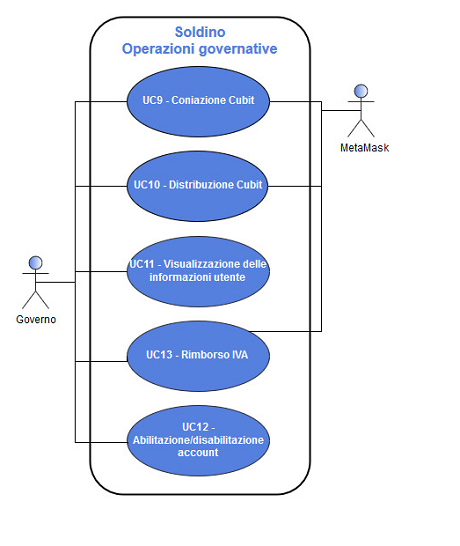 Soldino
Operazioni governative
UC9 - Coniazione Cubit
MetaMask
UC10 - Distribuzione Cubit
UC11 - Visualizzazione delle
informazioni utente
Governo
UC13 - Rimborso IVA
UC12 -
Abilitazione/disabilitazione
account